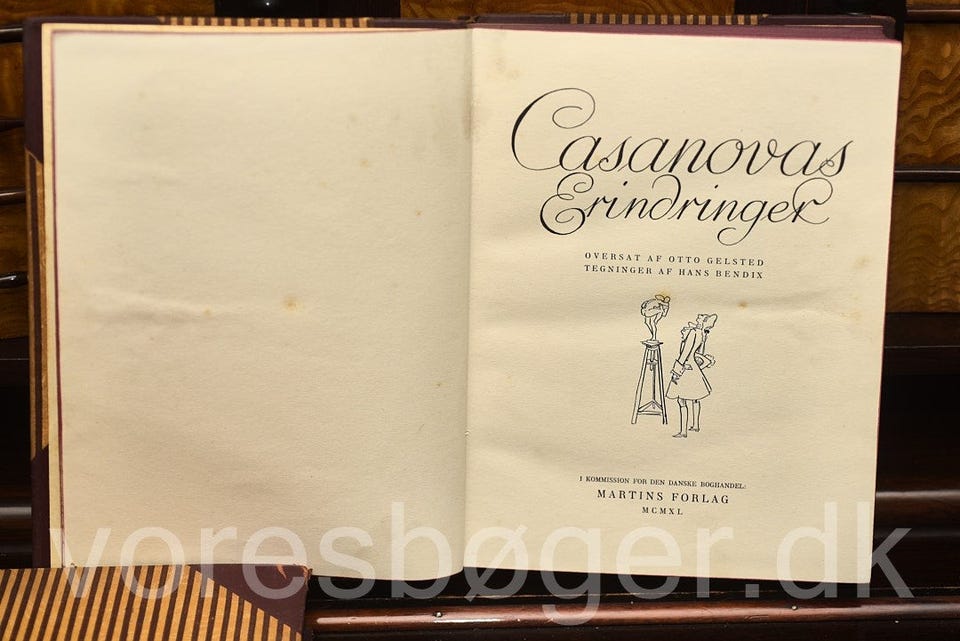 Casanovas
Erindringer
OVERSAT AF OTTO GELSTED
TEGNINGER AF HANS BENDIX
I KOMMISSION FOR DEN DANSKE BOGHANDEL:
MARTINS FORLAG
MCMXL
voresbøger.dk